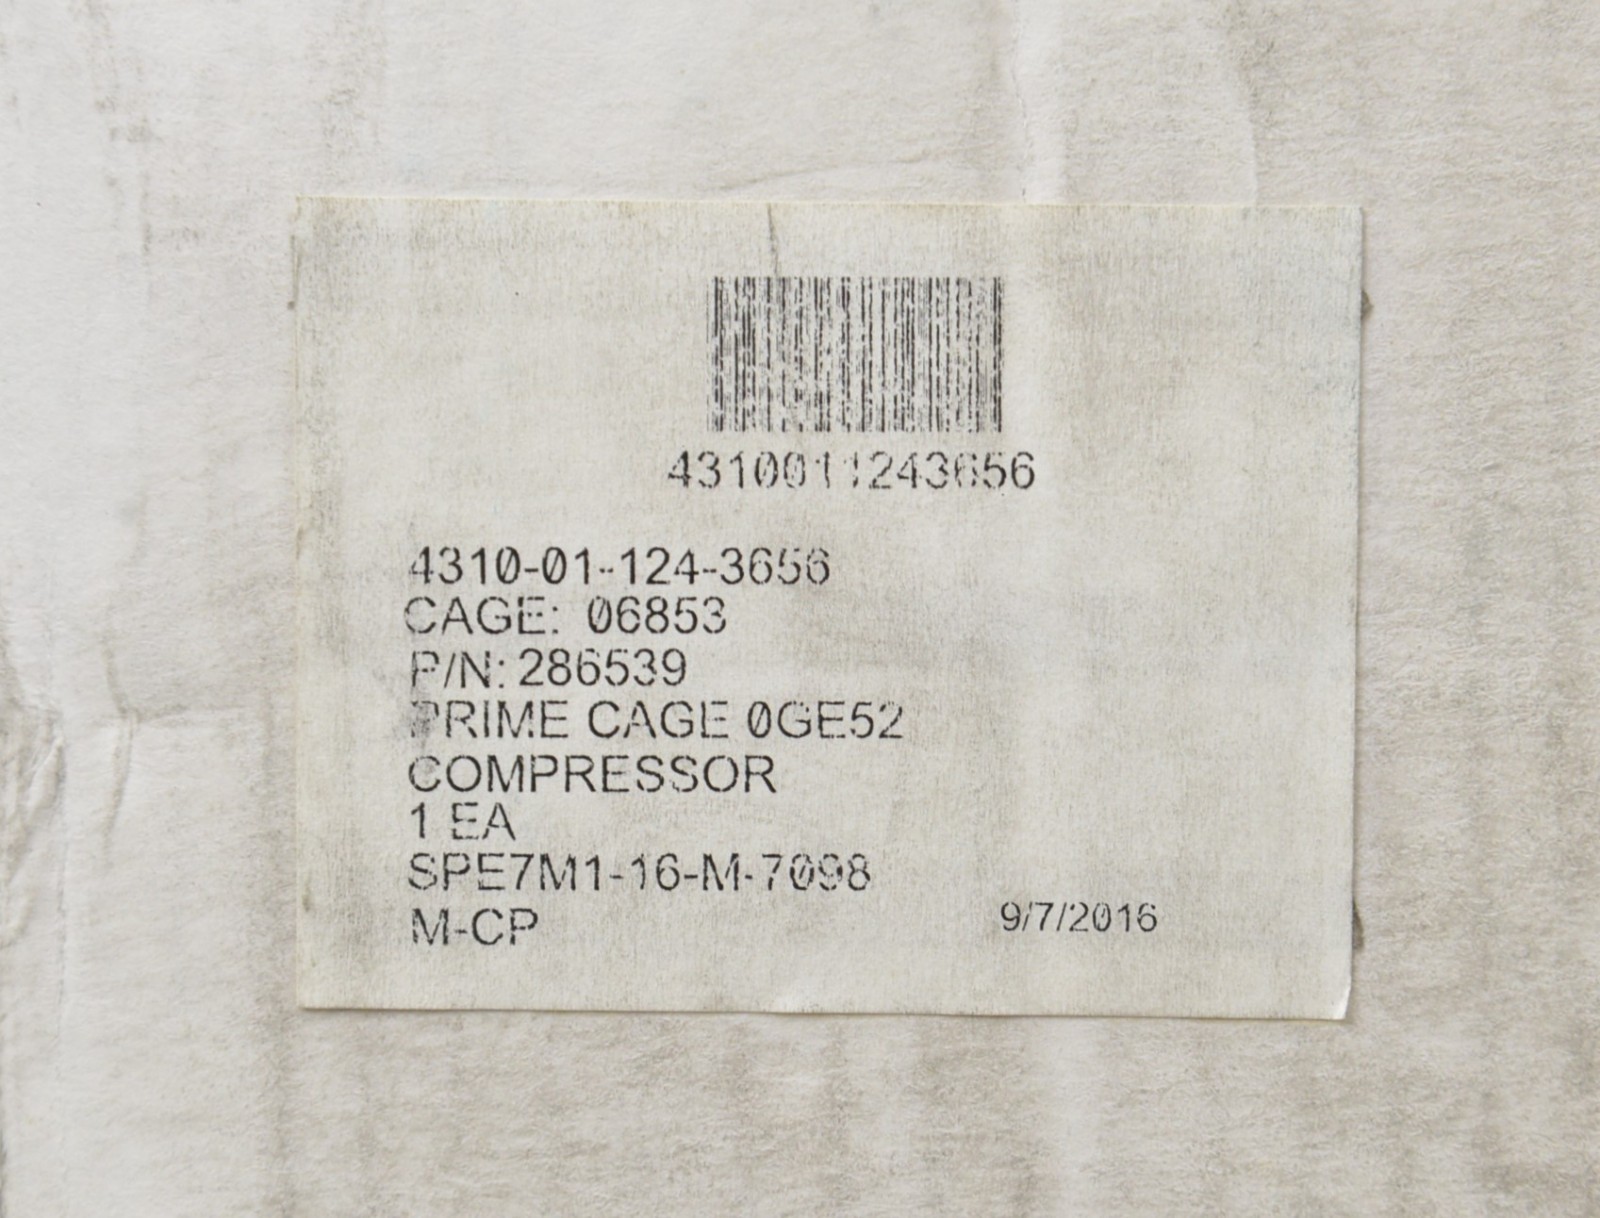 4310011243656
4310-01-124-3656
CAGE: 06853
P/N: 286539
PRIME CAGE 0GE52
COMPRESSOR
1 EA
SPE7M1-16-M-7098
M-CP
9/7/2016